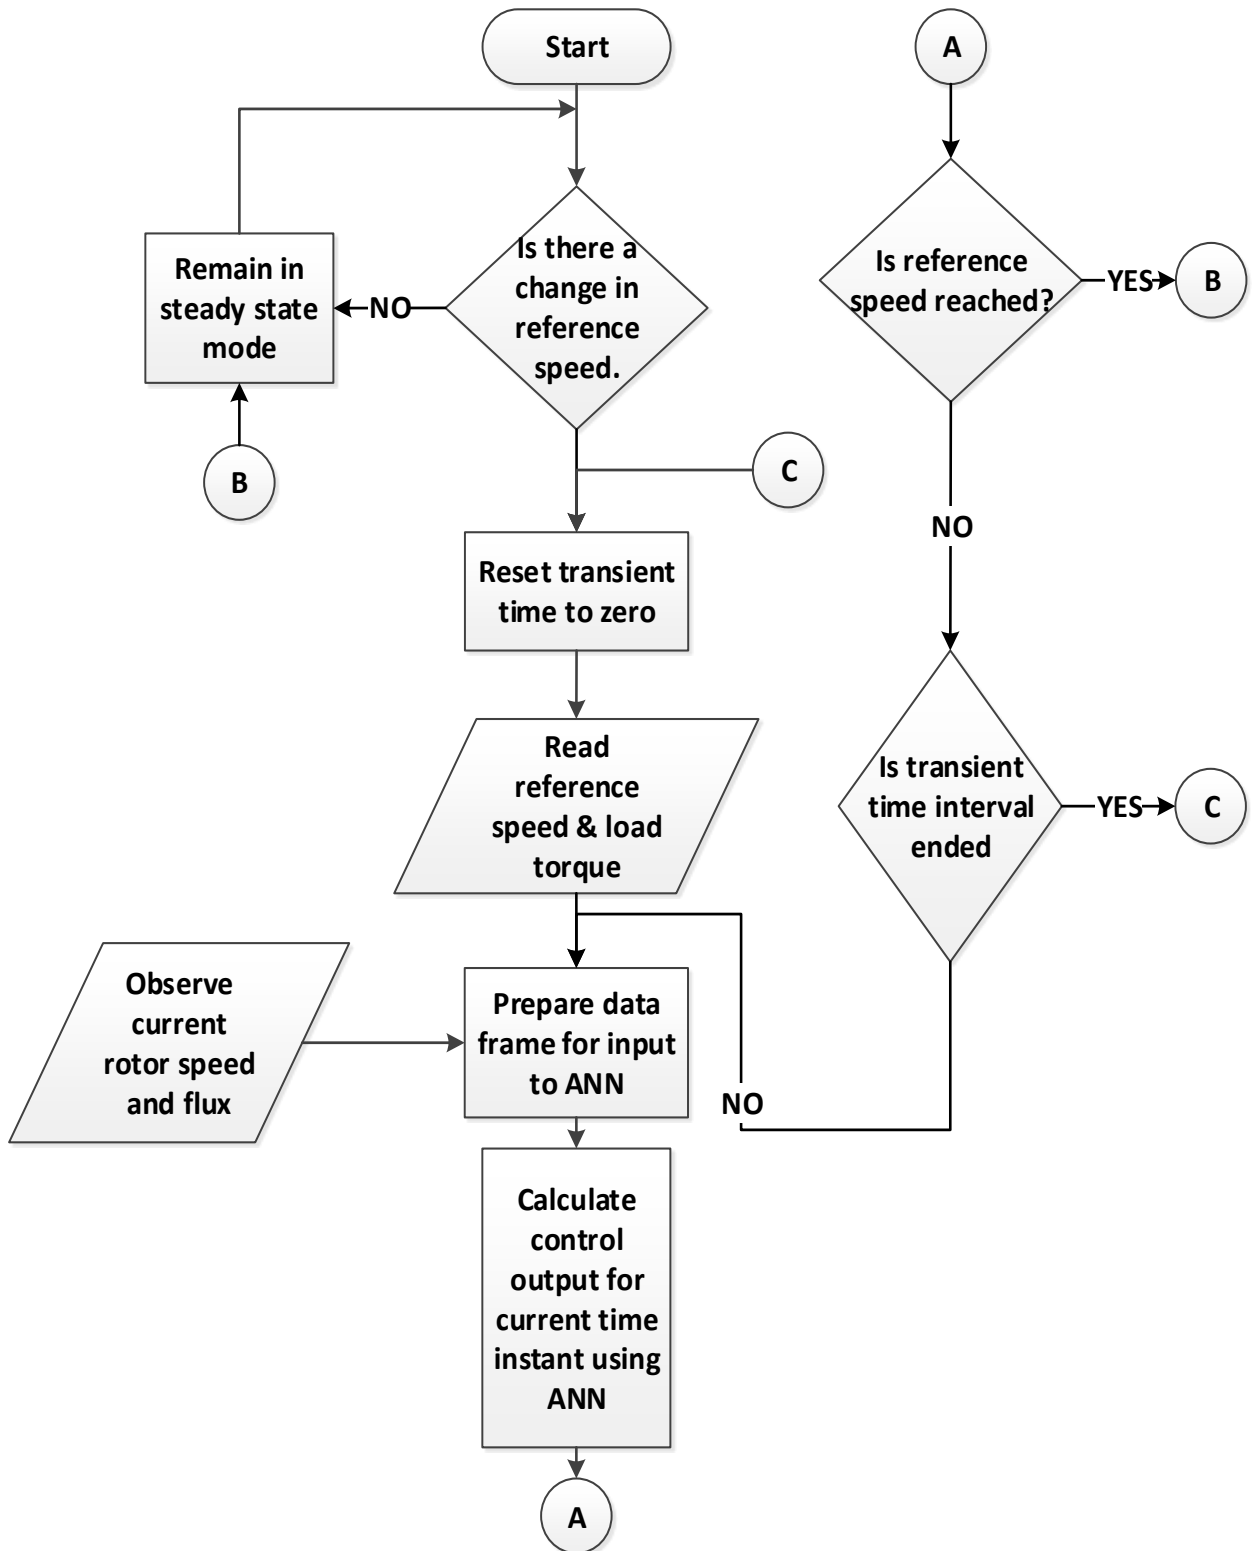 Start
Is there a
change in
reference
speed.
NO
Remain in
steady state
mode
B
C
Reset transient
time to zero
Read
reference
speed & load
torque
Observe
current
rotor speed
and flux
Prepare data
frame for input
to ANN
Calculate
control
output for
current time
instant using
ANN
A
A
Is reference
speed reached?
YES
B
NO
Is transient
time interval
ended
YES
C
NO